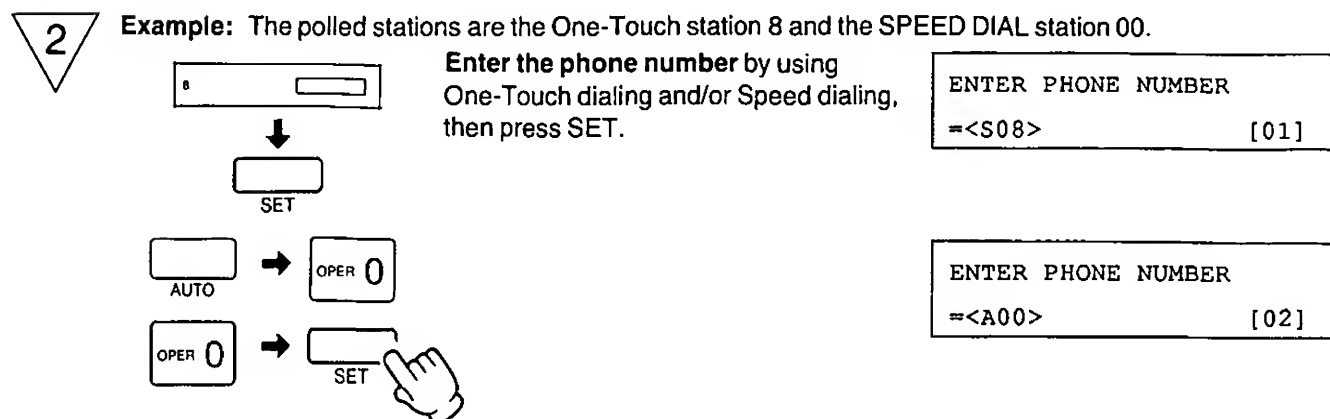 2
Example: The polled stations are the One-Touch station 8 and the SPEED DIAL station 00.
8
Enter the phone number by using
One-Touch dialing and/or Speed dialing,
then press SET.
SET
ENTER PHONE NUMBER
=<S08> [01]
AUTO
OPER 0
OPER 0
SET
ENTER PHONE NUMBER
=<A00> [02]